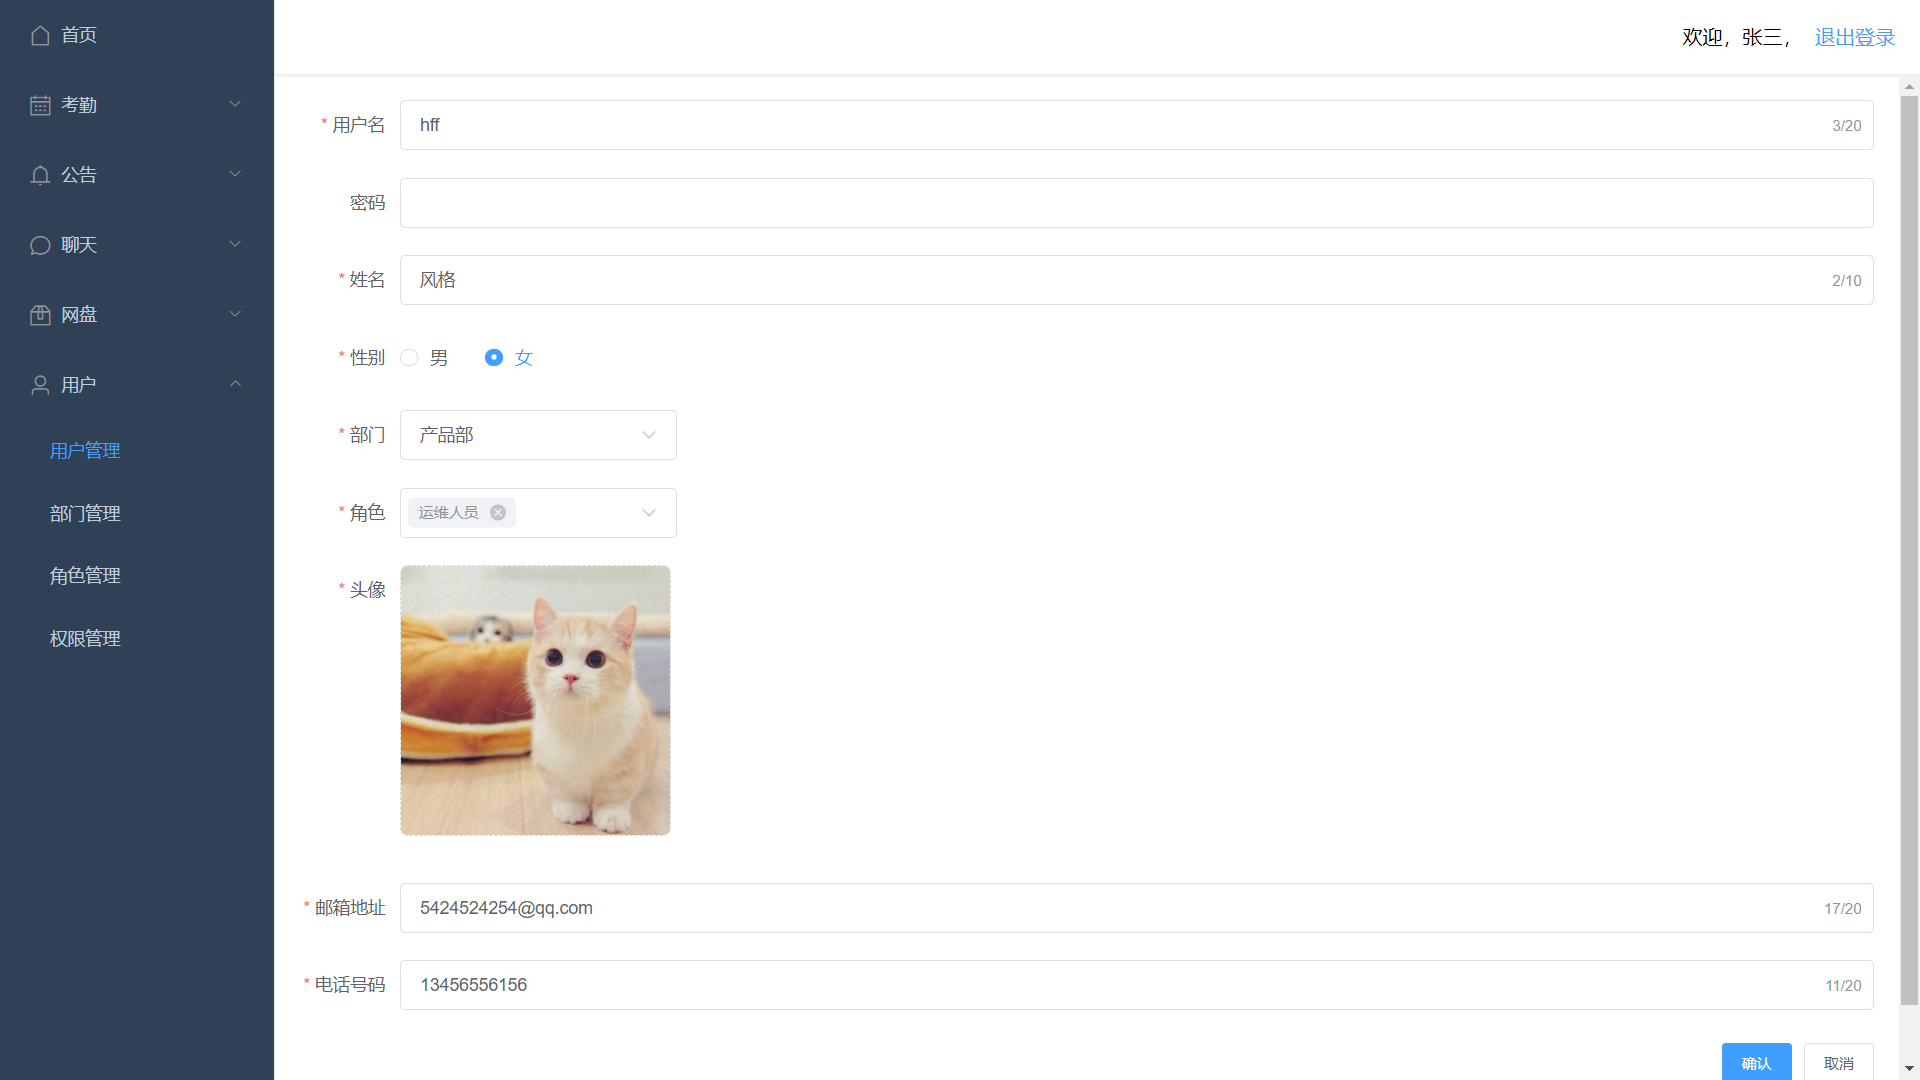 首页
考勤
公告
聊天
网盘
用户
用户管理
部门管理
角色管理
权限管理
欢迎，张三， 退出登录
* 用户名 hff 3/20
密码
* 姓名 风格 2/10
* 性别 男 女
* 部门 产品部
* 角色 运维人员
* 头像
* 邮箱地址 5424524254@qq.com 17/20
* 电话号码 13456556156 11/20
确认 取消